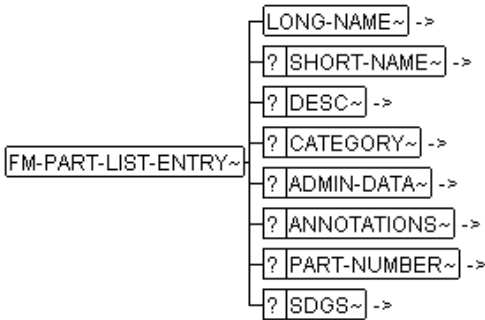 LONG-NAME~ ->
? SHORT-NAME~ ->
? DESC~ ->
? CATEGORY~ ->
FM-PART-LIST-ENTRY~
? ADMIN-DATA~ ->
? ANNOTATIONS~ ->
? PART-NUMBER~ ->
? SDGS~ ->